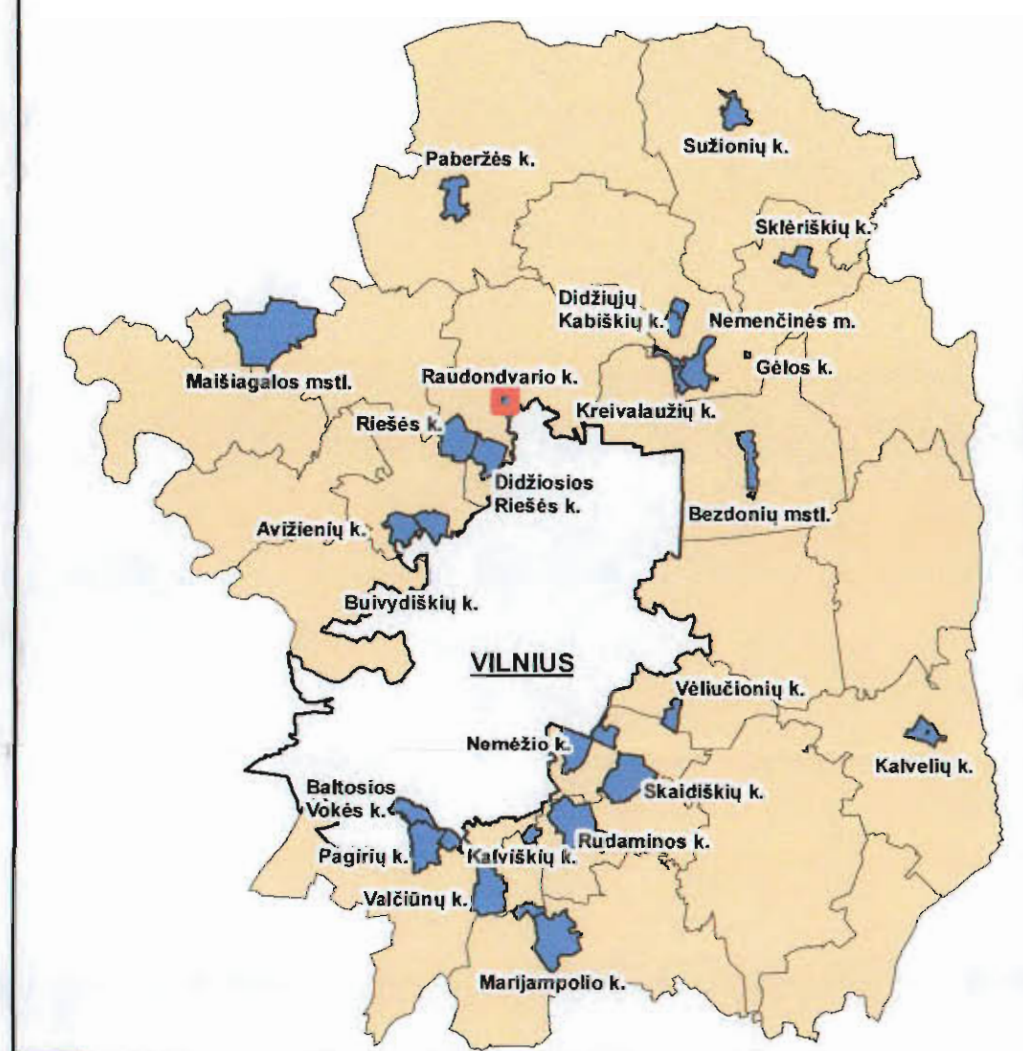 Sužionių k.
Paberžės k.
Sklėriškių k.
Didžiųjų
Kabiškių k.
Nemenčinės m.
Gėlos k.
Maišiagalos mstl.
Raudondvario k.
Kreivalaužių k.
Riešės k.
Didžiosios
Riešės k.
Bezdonių mstl.
Avižienių k.
Buivydiškių k.
VILNIUS
Vėliučionių k.
Nemėžio k.
Kalvelių k.
Skaidiškių k.
Baltosios
Vokės k.
Rudaminos k.
Pagirių k.
Kalviškių k.
Valčiūnų k.
Marijampolio k.